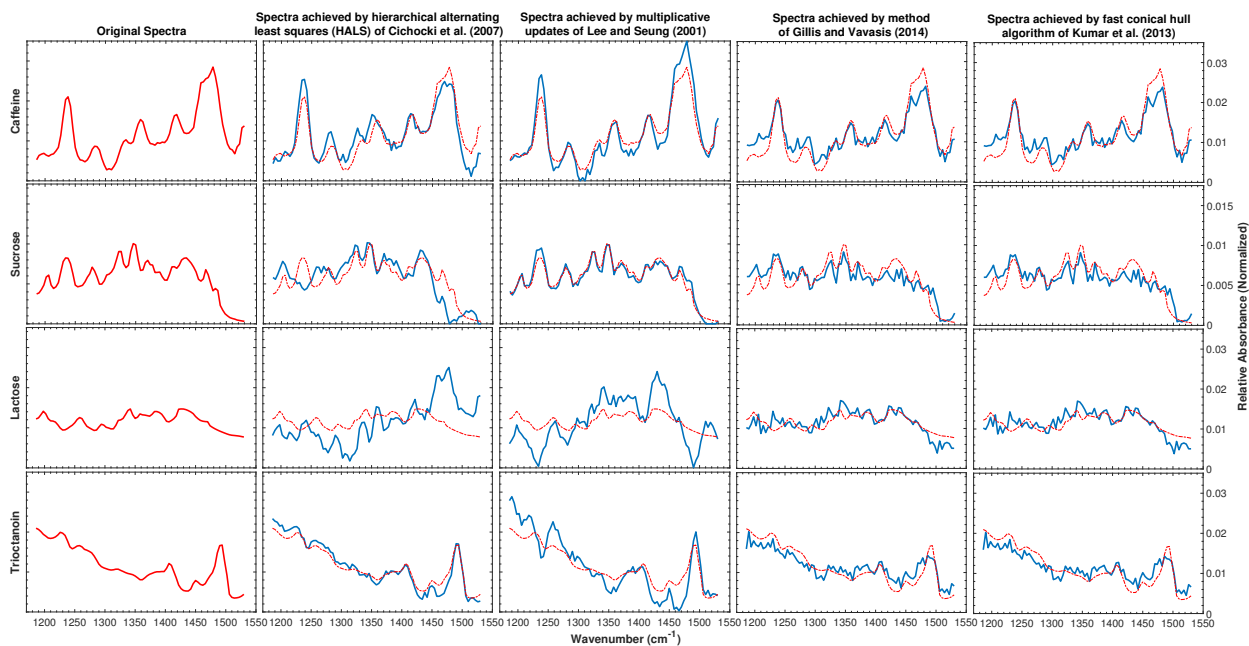 Original Spectra
Spectra achieved by hierarchical alternating
least squares (HALS) of Cichocki et al. (2007)
Spectra achieved by multiplicative
updates of Lee and Seung (2001)
Spectra achieved by method
of Gillis and Vavasis (2014)
Spectra achieved by fast conical hull
algorithm of Kumar et al. (2013)
Caffeine
0.03
0.02
0.01
0
Sucrose
0.015
0.01
0.005
0
Lactose
0.03
0.02
0.01
0
Trioctanoin
0.03
0.02
0.01
0
Relative Absorbance (Normalized)
1200 1250 1300 1350 1400 1450 1500 1550
1200 1250 1300 1350 1400 1450 1500 1550
1200 1250 1300 1350 1400 1450 1500 1550
1200 1250 1300 1350 1400 1450 1500 1550
1200 1250 1300 1350 1400 1450 1500 1550
Wavenumber (cm⁻¹)